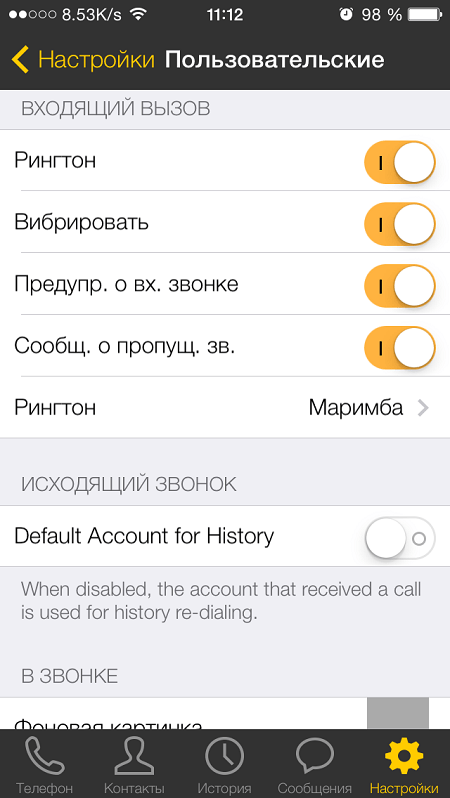 8.53K/s 11:12 98 %
Настройки Пользовательские
ВХОДЯЩИЙ ВЫЗОВ
Рингтон
Вибрировать
Предупр. о вх. звонке
Сообщ. о пропущ. зв.
Рингтон Маримба
ИСХОДЯЩИЙ ЗВОНОК
Default Account for History
When disabled, the account that received a call
is used for history re-dialing.
В ЗВОНКЕ
Фоновая картинка
Телефон Контакты История Сообщения Настройки